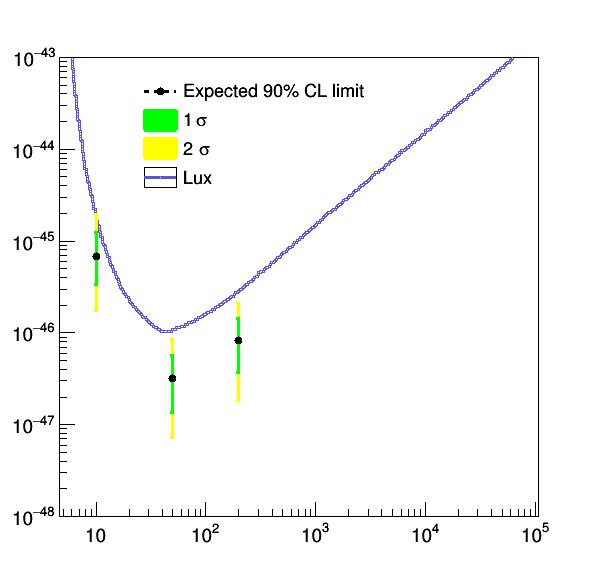 10⁻⁴³
Expected 90% CL limit
1 σ
2 σ
10⁻⁴⁴
Lux
10⁻⁴⁵
10⁻⁴⁶
10⁻⁴⁷
10⁻⁴⁸
10 10² 10³ 10⁴ 10⁵